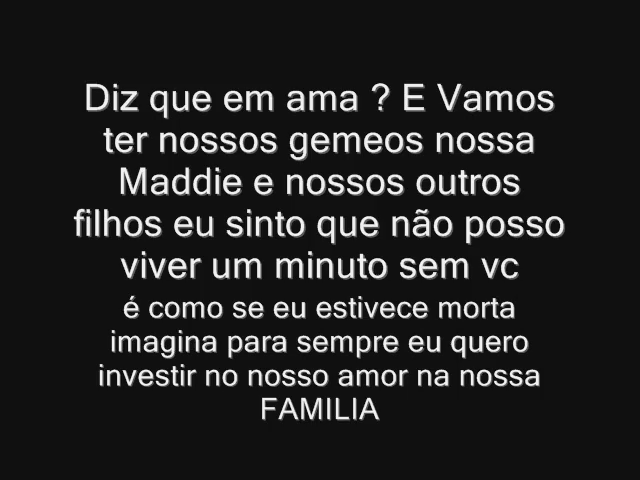 Diz que em ama ? E Vamos
ter nossos gemeos nossa
Maddie e nossos outros
filhos eu sinto que não posso
viver um minuto sem vc
é como se eu estivece morta
imagina para sempre eu quero
investir no nosso amor na nossa
FAMILIA